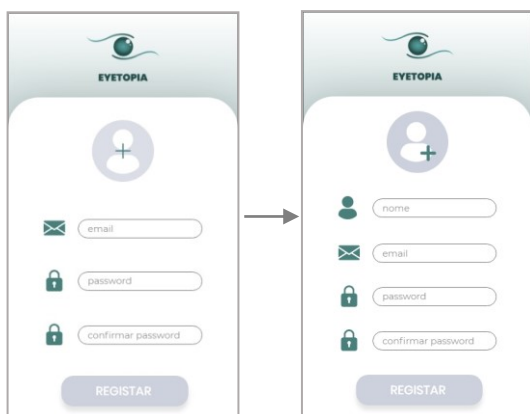 EYETOPIA
email
password
confirmar password
REGISTAR
EYETOPIA
nome
email
password
confirmar password
REGISTAR